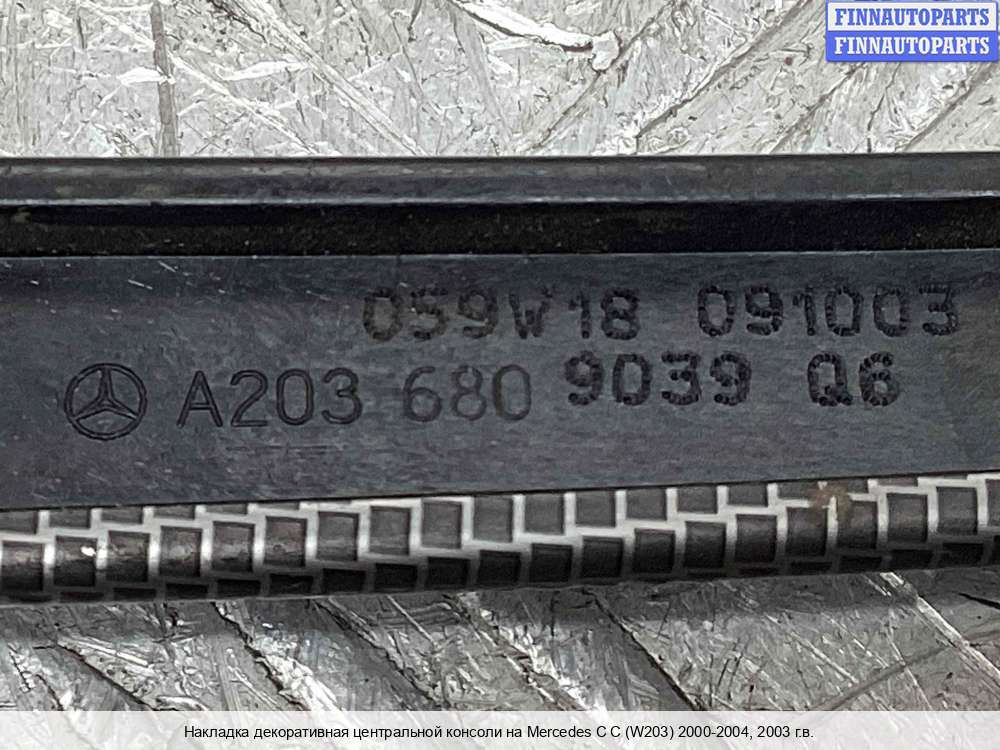 FINNAUTOPARTS
FINNAUTOPARTS
059W18 091003
A203 680 9039 Q6
Накладка декоративная центральной консоли на Mercedes C C (W203) 2000-2004, 2003 г.в.